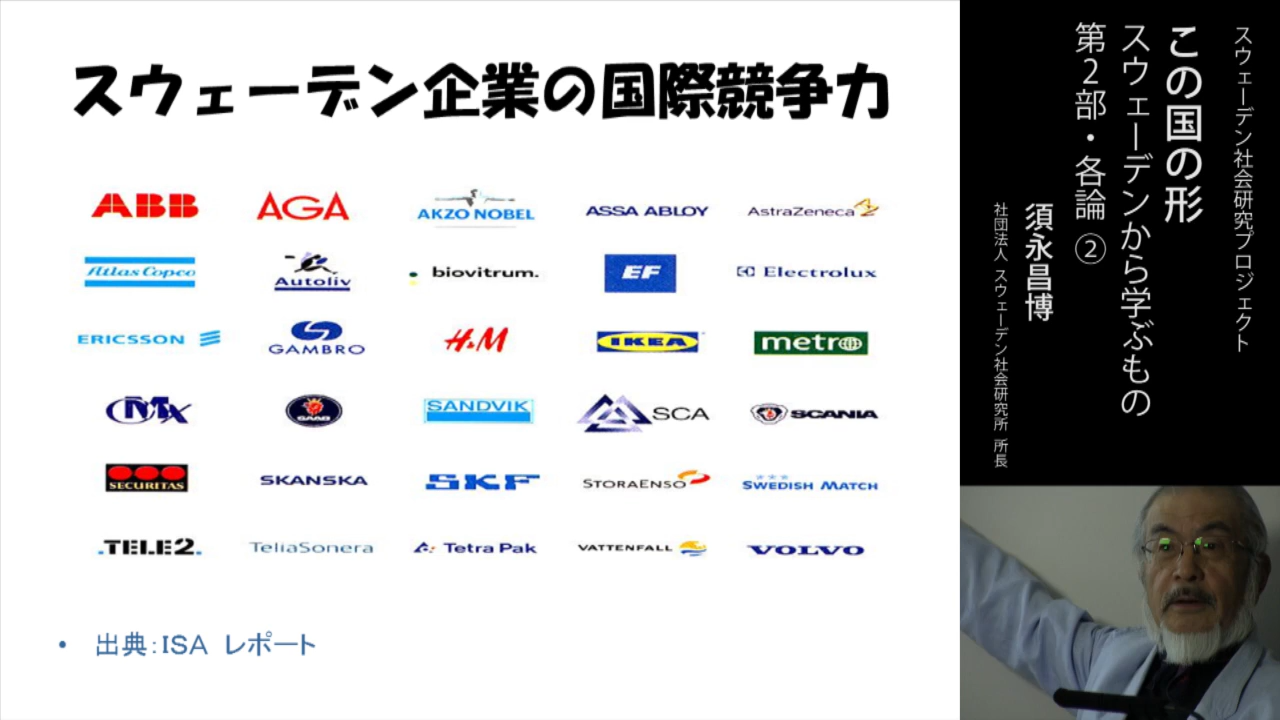 スウェーデン企業の国際競争力
ABB AGA AKZO NOBEL ASSA ABLOY AstraZeneca
Atlas Copco Autoliv biovitrum. EF Electrolux
ERICSSON GAMBRO H&M IKEA metro
OMX SAAB SANDVIK SCA SCANIA
SECURITAS SKANSKA SKF STORAENSO SWEDISH MATCH
.TELE2. TeliaSonera Tetra Pak VATTENFALL VOLVO
• 出典:ISA レポート
スウェーデン社会研究プロジェクト
この国の形
スウェーデンから学ぶもの
第2部・各論 ②
須永昌博
社団法人 スウェーデン社会研究所 所長